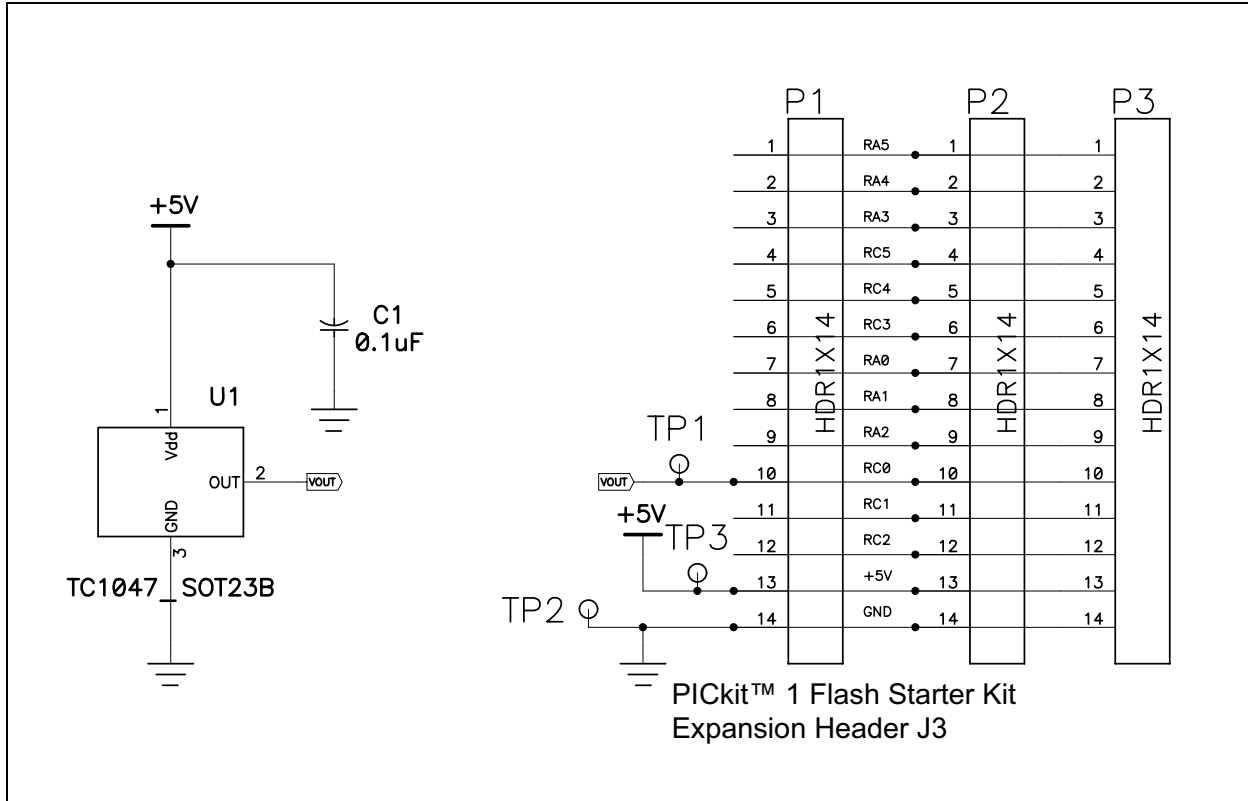 P1 P2 P3
1 RA5 1 1
2 RA4 2 2
+5V
3 RA3 3 3
4 RC5 4 4
5 RC4 5 5
C1
0.1uF
6 RC3 6 6
7 RA0 7 7
U1
1
8 RA1 8 8
HDR1X14 HDR1X14 HDR1X14
Vdd
TP1
9 RA2 9 9
OUT 2 VOUT
VOUT 10 RC0 10 10
GND
+5V
11 RC1 11 11
3
TP3
12 RC2 12 12
TC1047 SOT23B
13 +5V 13 13
TP2
14 GND 14 14
PICkit™ 1 Flash Starter Kit
Expansion Header J3